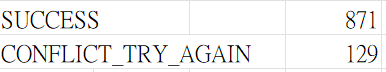 SUCCESS 871
CONFLICT_TRY_AGAIN 129